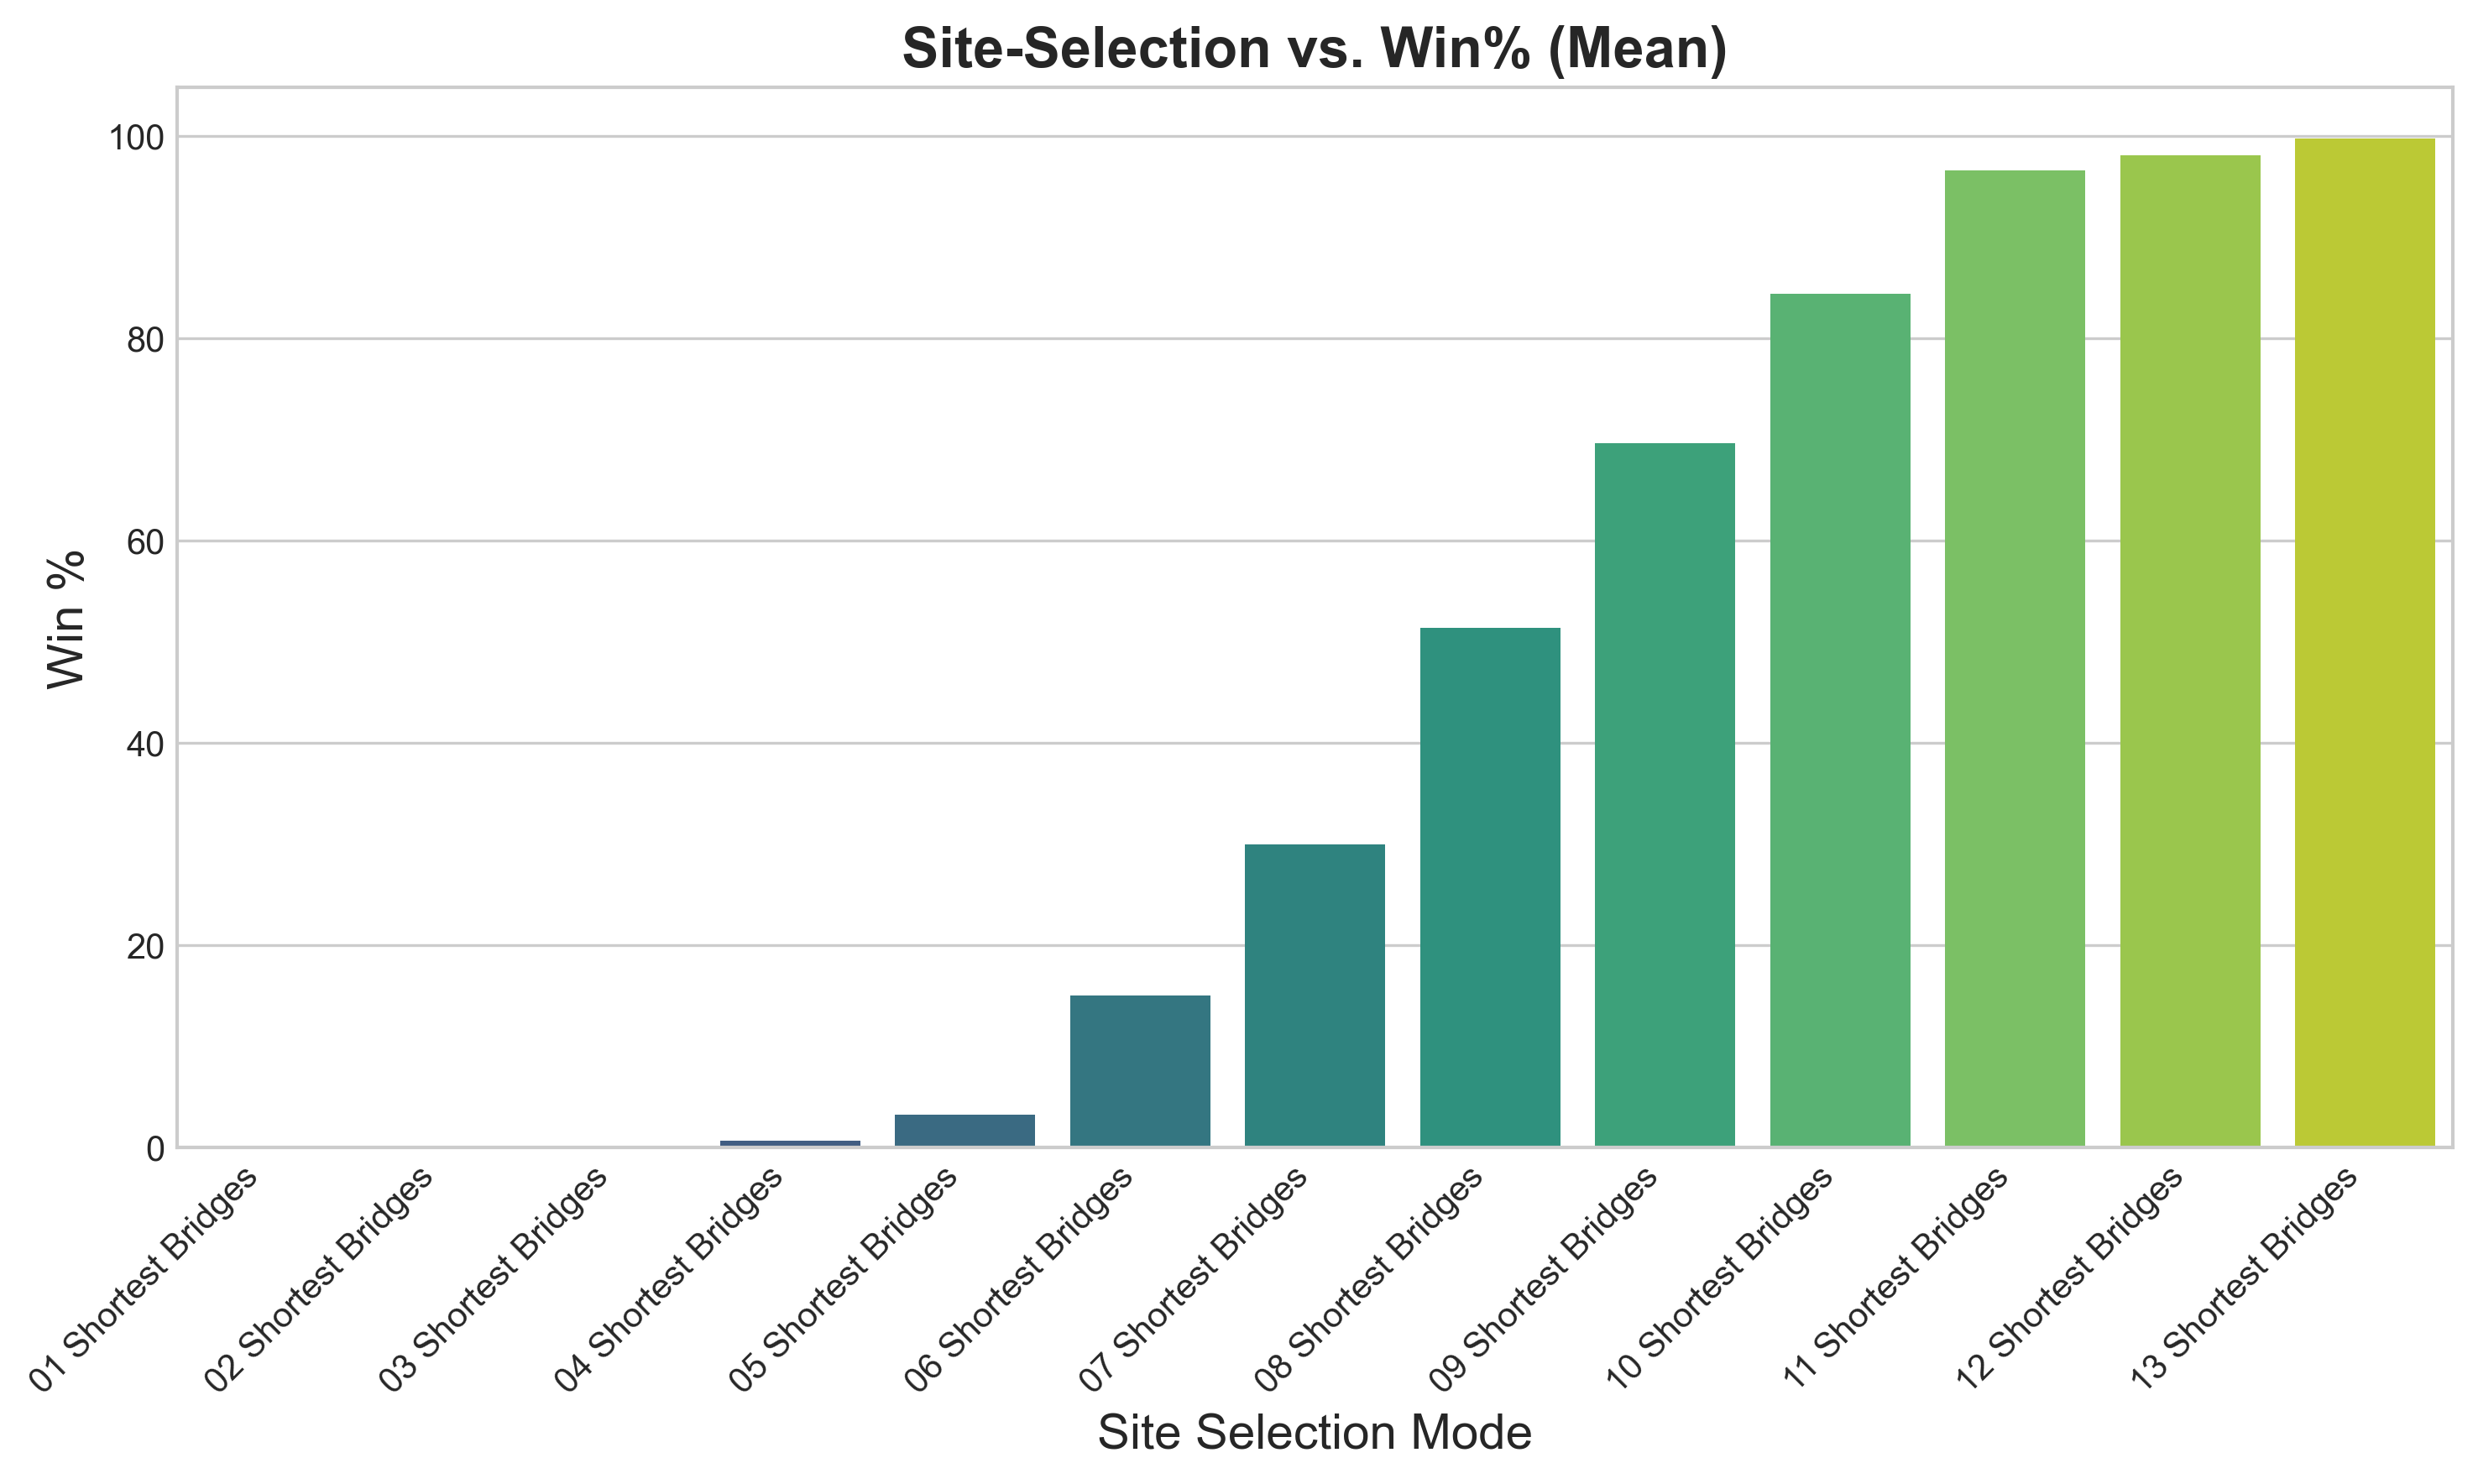 Site-Selection vs. Win% (Mean)
Win %
100
80
60
40
20
0
01 Shortest Bridges
02 Shortest Bridges
03 Shortest Bridges
04 Shortest Bridges
05 Shortest Bridges
06 Shortest Bridges
07 Shortest Bridges
08 Shortest Bridges
09 Shortest Bridges
10 Shortest Bridges
11 Shortest Bridges
12 Shortest Bridges
13 Shortest Bridges
Site Selection Mode